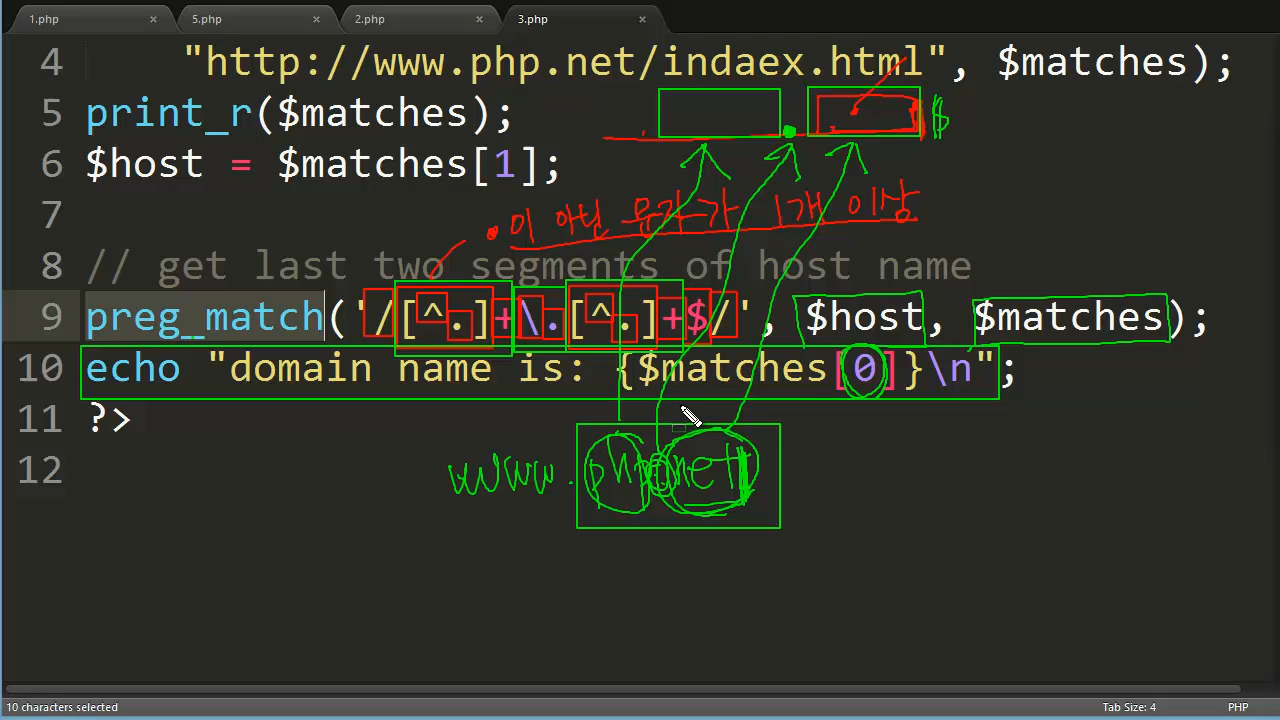 1.php × 5.php × 2.php × 3.php ×
4 "http://www.php.net/indaex.html", $matches);
5 print_r($matches);
$
6 $host = $matches[1];
7 .이 아닌 문자가 1개 이상
8 // get last two segments of host name
9 preg_match('/[^.]+\.[^.]+$/', $host, $matches);
10 echo "domain name is: {$matches[0]}\n";
11 ?>
12 www.php.net
10 characters selected Tab Size: 4 PHP